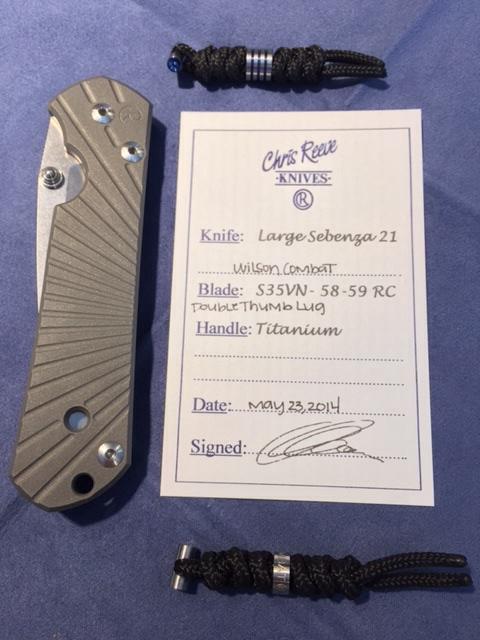 Chris Reeve
·KNIVES·
Knife: Large Sebenza 21
Wilson Combat
Blade: S35VN - 58-59 RC
Double Thumb Lug
Handle: Titanium
Date: May 23, 2014
Signed: